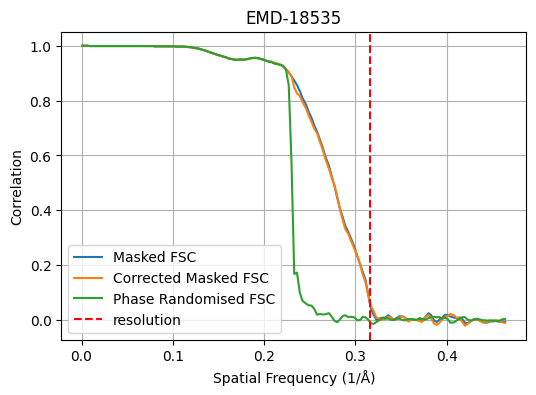 EMD-18535
1.0
0.8
0.6
0.4
0.2
0.0
Correlation
Masked FSC
Corrected Masked FSC
Phase Randomised FSC
resolution
0.0
0.1
0.2
0.3
0.4
Spatial Frequency (1/Å)